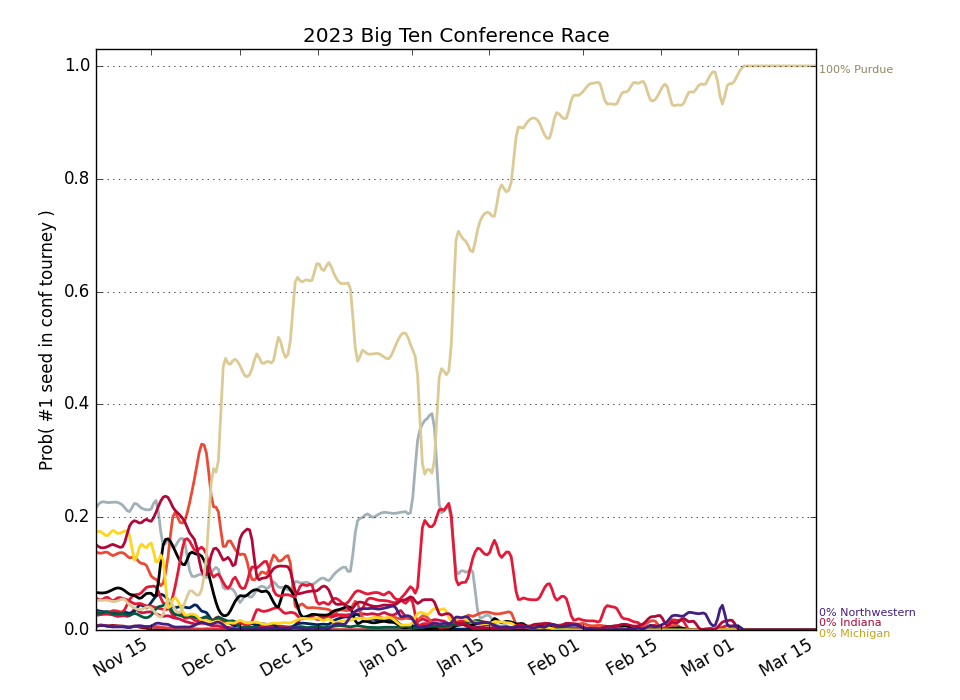 2023 Big Ten Conference Race
Prob( #1 seed in conf tourney )
1.0
0.8
0.6
0.4
0.2
0.0
100% Purdue
0% Northwestern
0% Indiana
0% Michigan
Nov 15
Dec 01
Dec 15
Jan 01
Jan 15
Feb 01
Feb 15
Mar 01
Mar 15